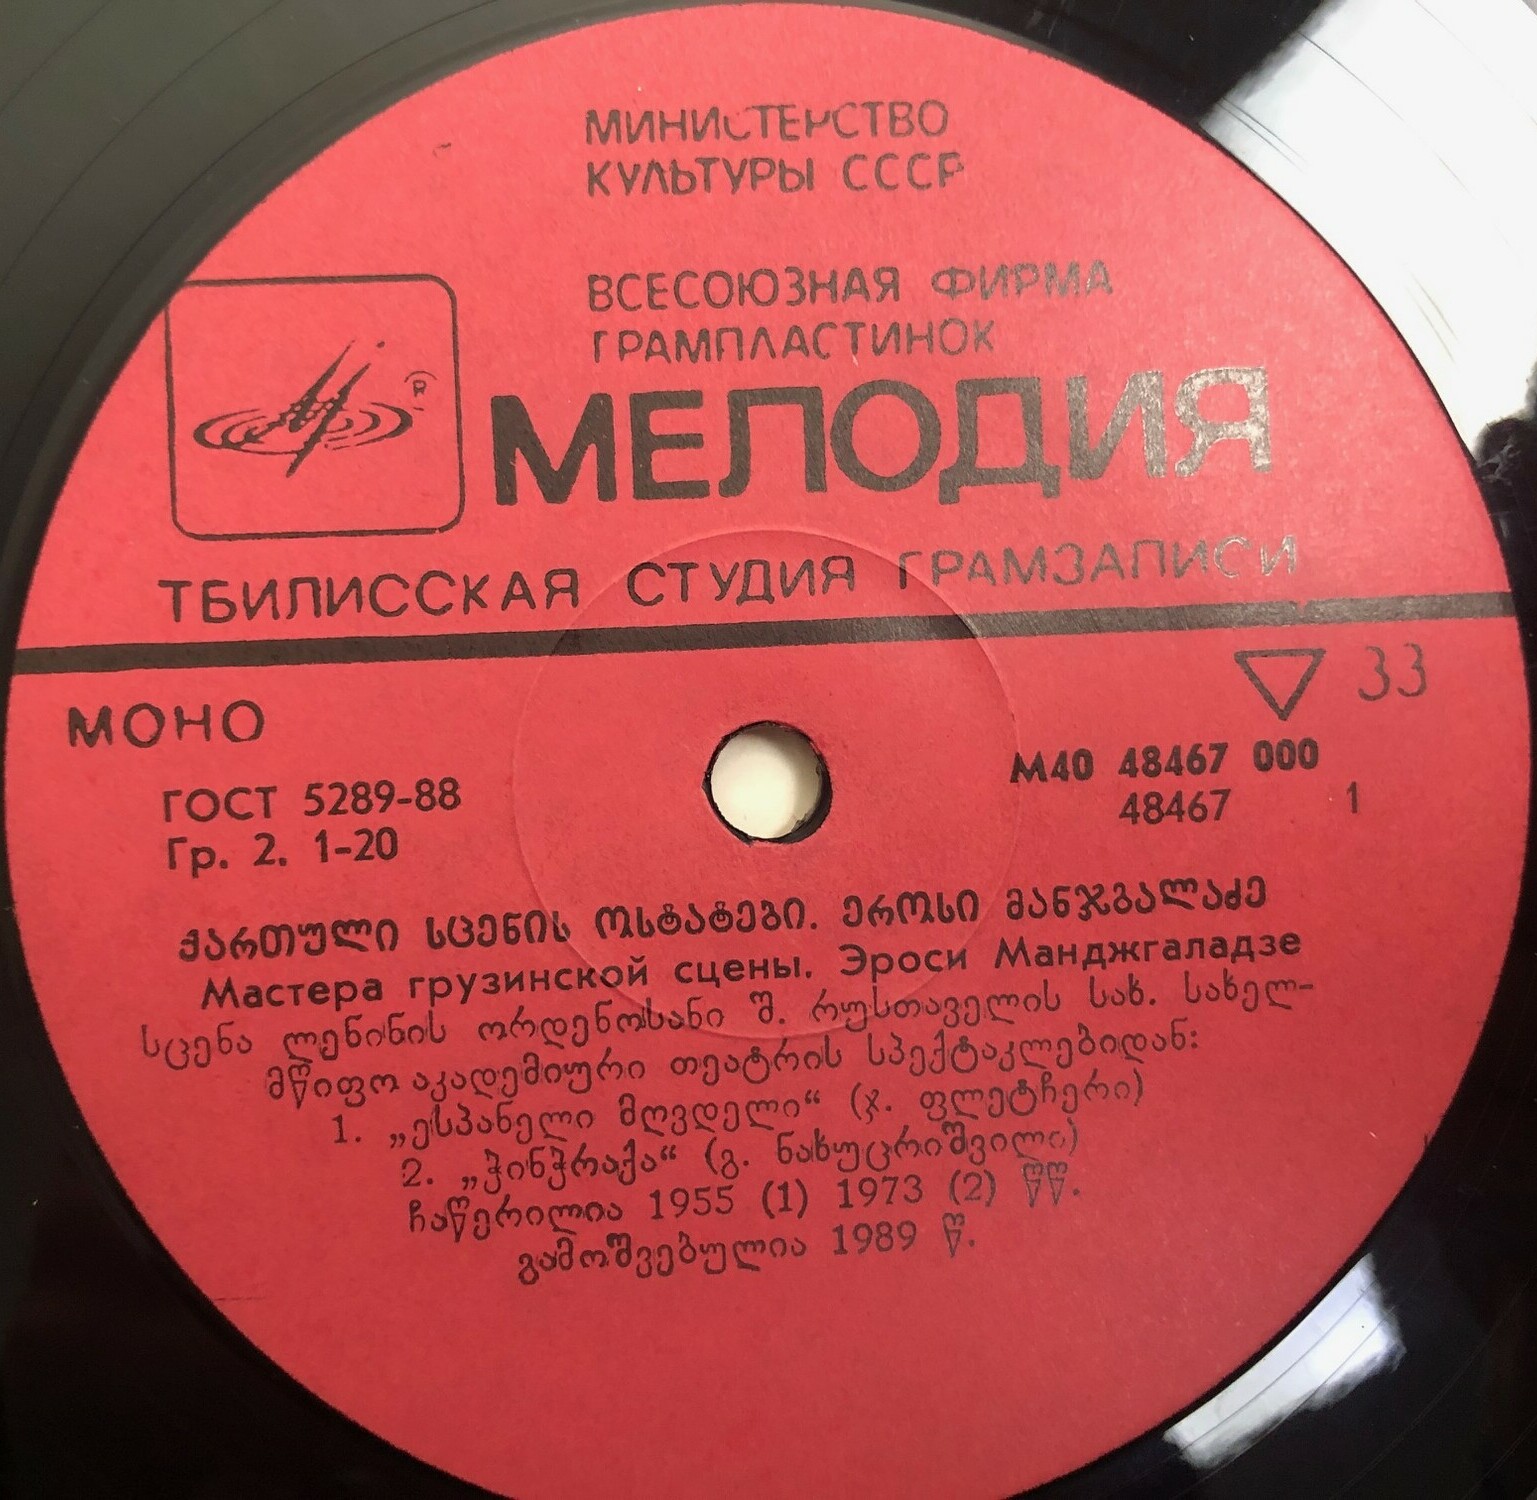 МИНИСТЕРСТВО
КУЛЬТУРЫ СССР
ВСЕСОЮЗНАЯ ФИРМА
ГРАМПЛАСТИНОК
МЕЛОДИЯ
ТБИЛИССКАЯ СТУДИЯ ГРАМЗАПИСИ
▽ 33
МОНО
М40 48467 000
ГОСТ 5289-88
48467 1
Гр. 2. 1-20
ქართული სცენის ოსტატები. ეროსი მანჯგალაძე
Мастера грузинской сцены. Эроси Манджгаладзе
სცენა ლენინის ორდენოსანი შ. რუსთაველის სახ. სახელ-
მწიფო აკადემიური თეატრის სპექტაკლებიდან:
1. „ესპანელი მღვდელი“ (ჯ. ფლეტჩერი)
2. „ჭინჭრაქა“ (გ. ნახუცრიშვილი)
ჩაწერილია 1955 (1) 1973 (2) წწ.
გამოშვებულია 1989 წ.